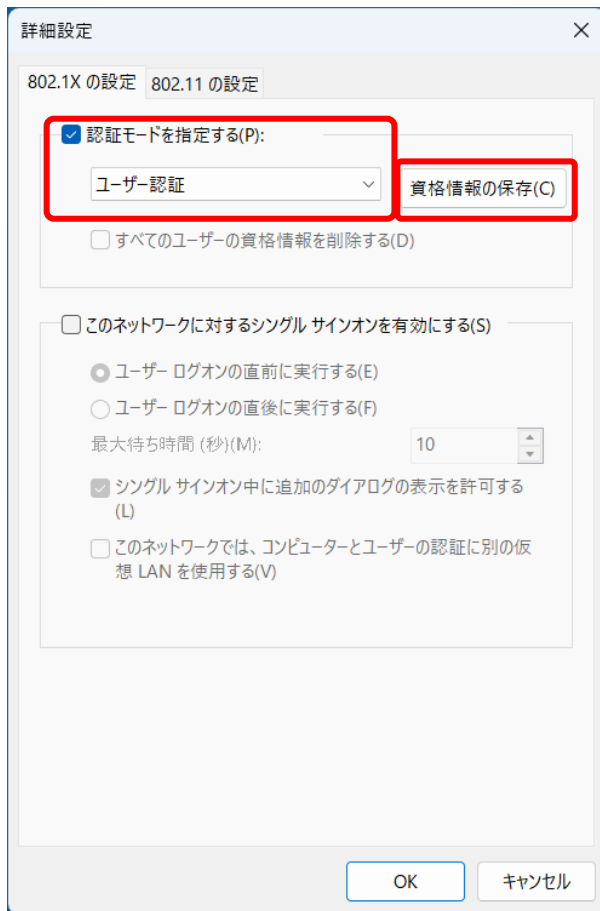 詳細設定
802.1X の設定
802.11 の設定
認証モードを指定する(P):
ユーザー認証
資格情報の保存(C)
すべてのユーザーの資格情報を削除する(D)
このネットワークに対するシングル サインオンを有効にする(S)
ユーザー ログオンの直前に実行する(E)
ユーザー ログオンの直後に実行する(F)
最大待ち時間 (秒)(M):
10
シングル サインオン中に追加のダイアログの表示を許可する
(L)
このネットワークでは、コンピューターとユーザーの認証に別の仮
想 LAN を使用する(V)
OK
キャンセル